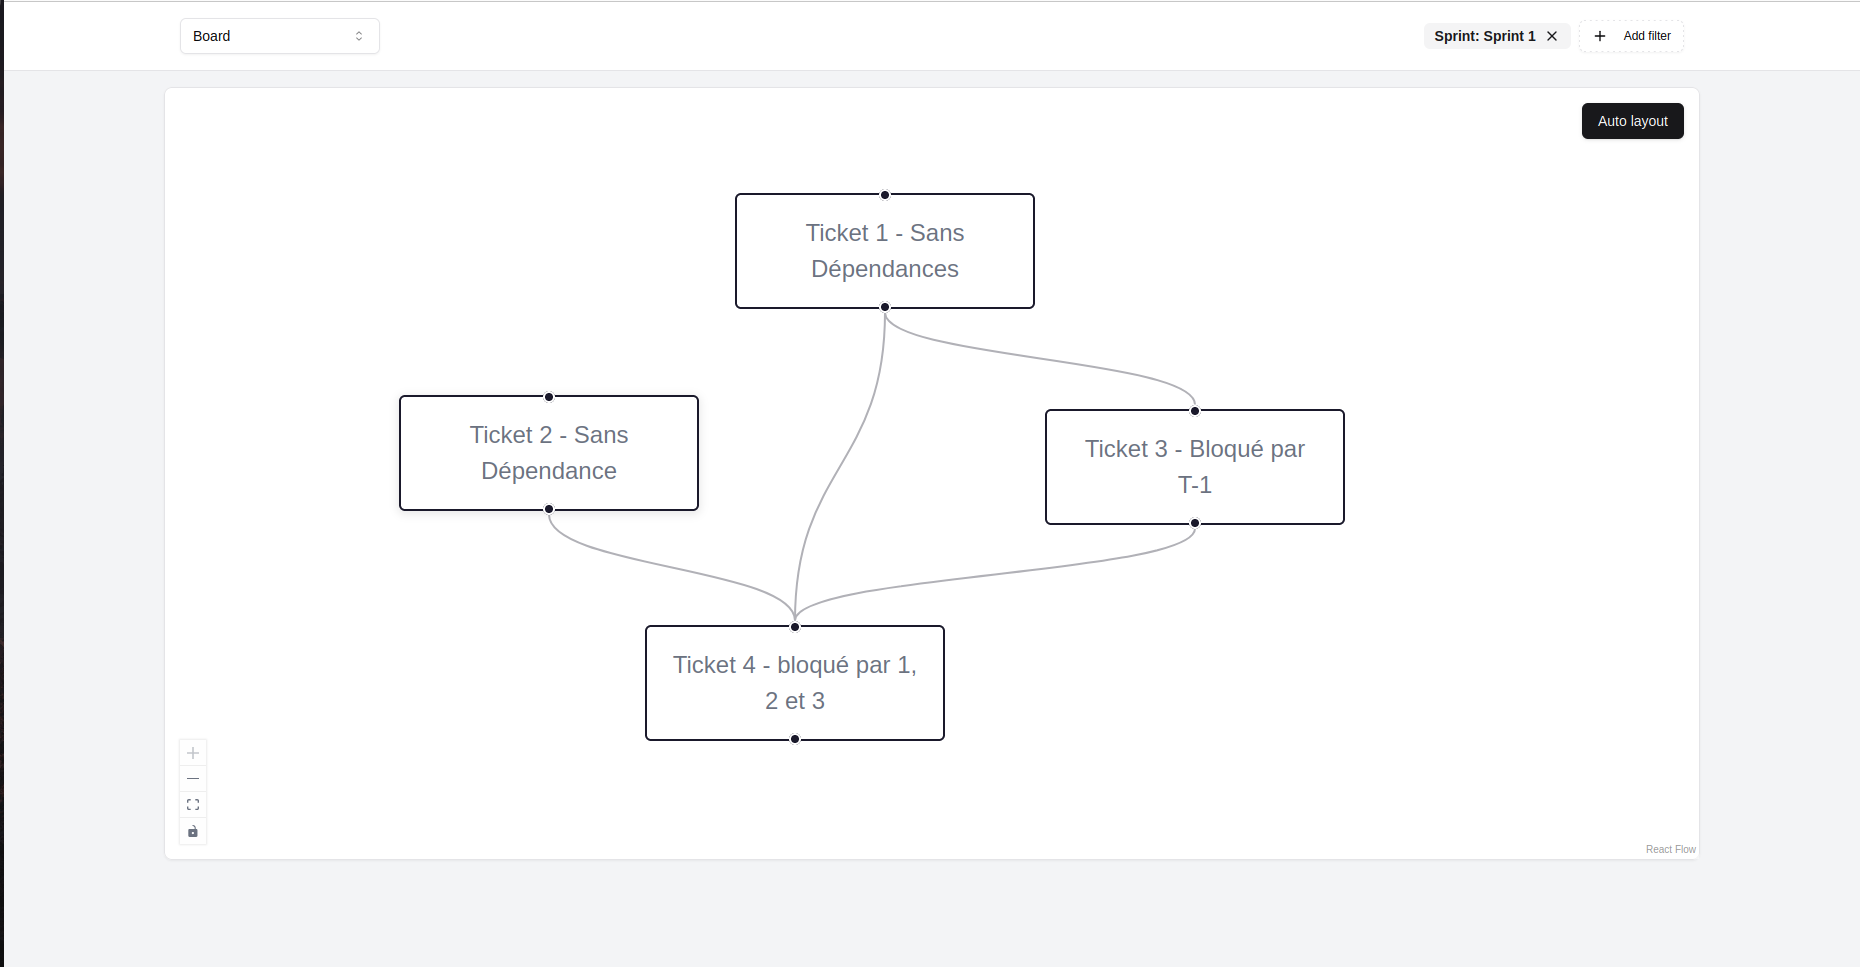 Board
Sprint: Sprint 1
Add filter
Auto layout
Ticket 1 - Sans
Dépendances
Ticket 2 - Sans
Dépendance
Ticket 3 - Bloqué par
T-1
Ticket 4 - bloqué par 1,
2 et 3
React Flow